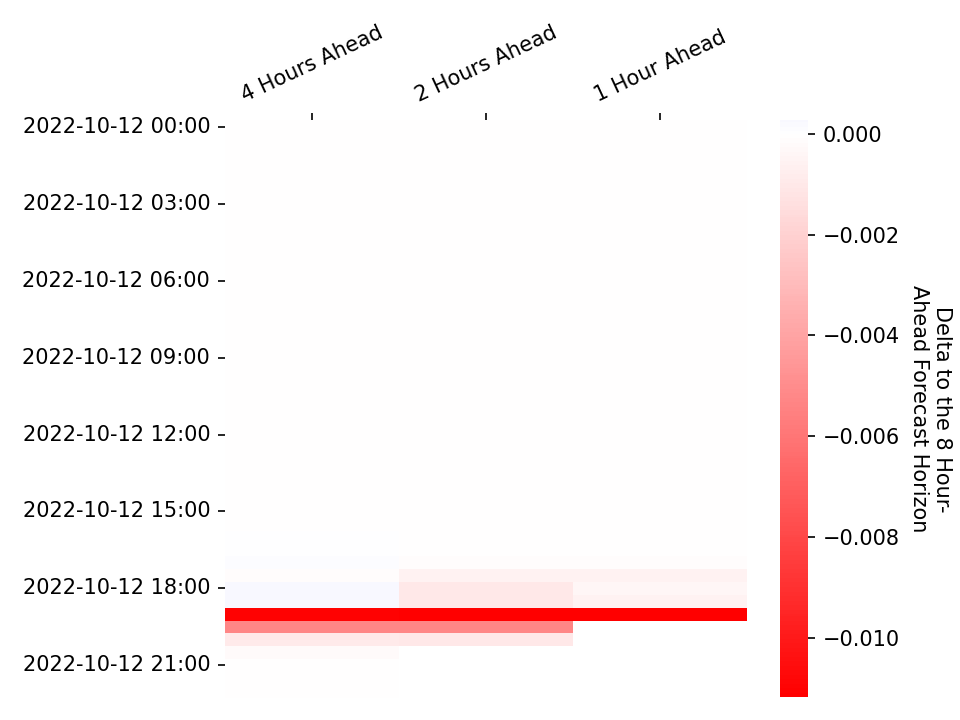 4 Hours Ahead
2 Hours Ahead
1 Hour Ahead
2022-10-12 00:00
2022-10-12 03:00
2022-10-12 06:00
2022-10-12 09:00
2022-10-12 12:00
2022-10-12 15:00
2022-10-12 18:00
2022-10-12 21:00
0.000
−0.002
−0.004
−0.006
−0.008
−0.010
Delta to the 8 Hour-
Ahead Forecast Horizon